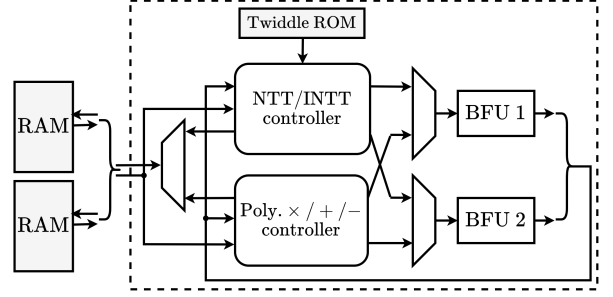 Twiddle ROM
NTT/INTT
controller
RAM
BFU 1
Poly. × / + /−
controller
RAM
BFU 2